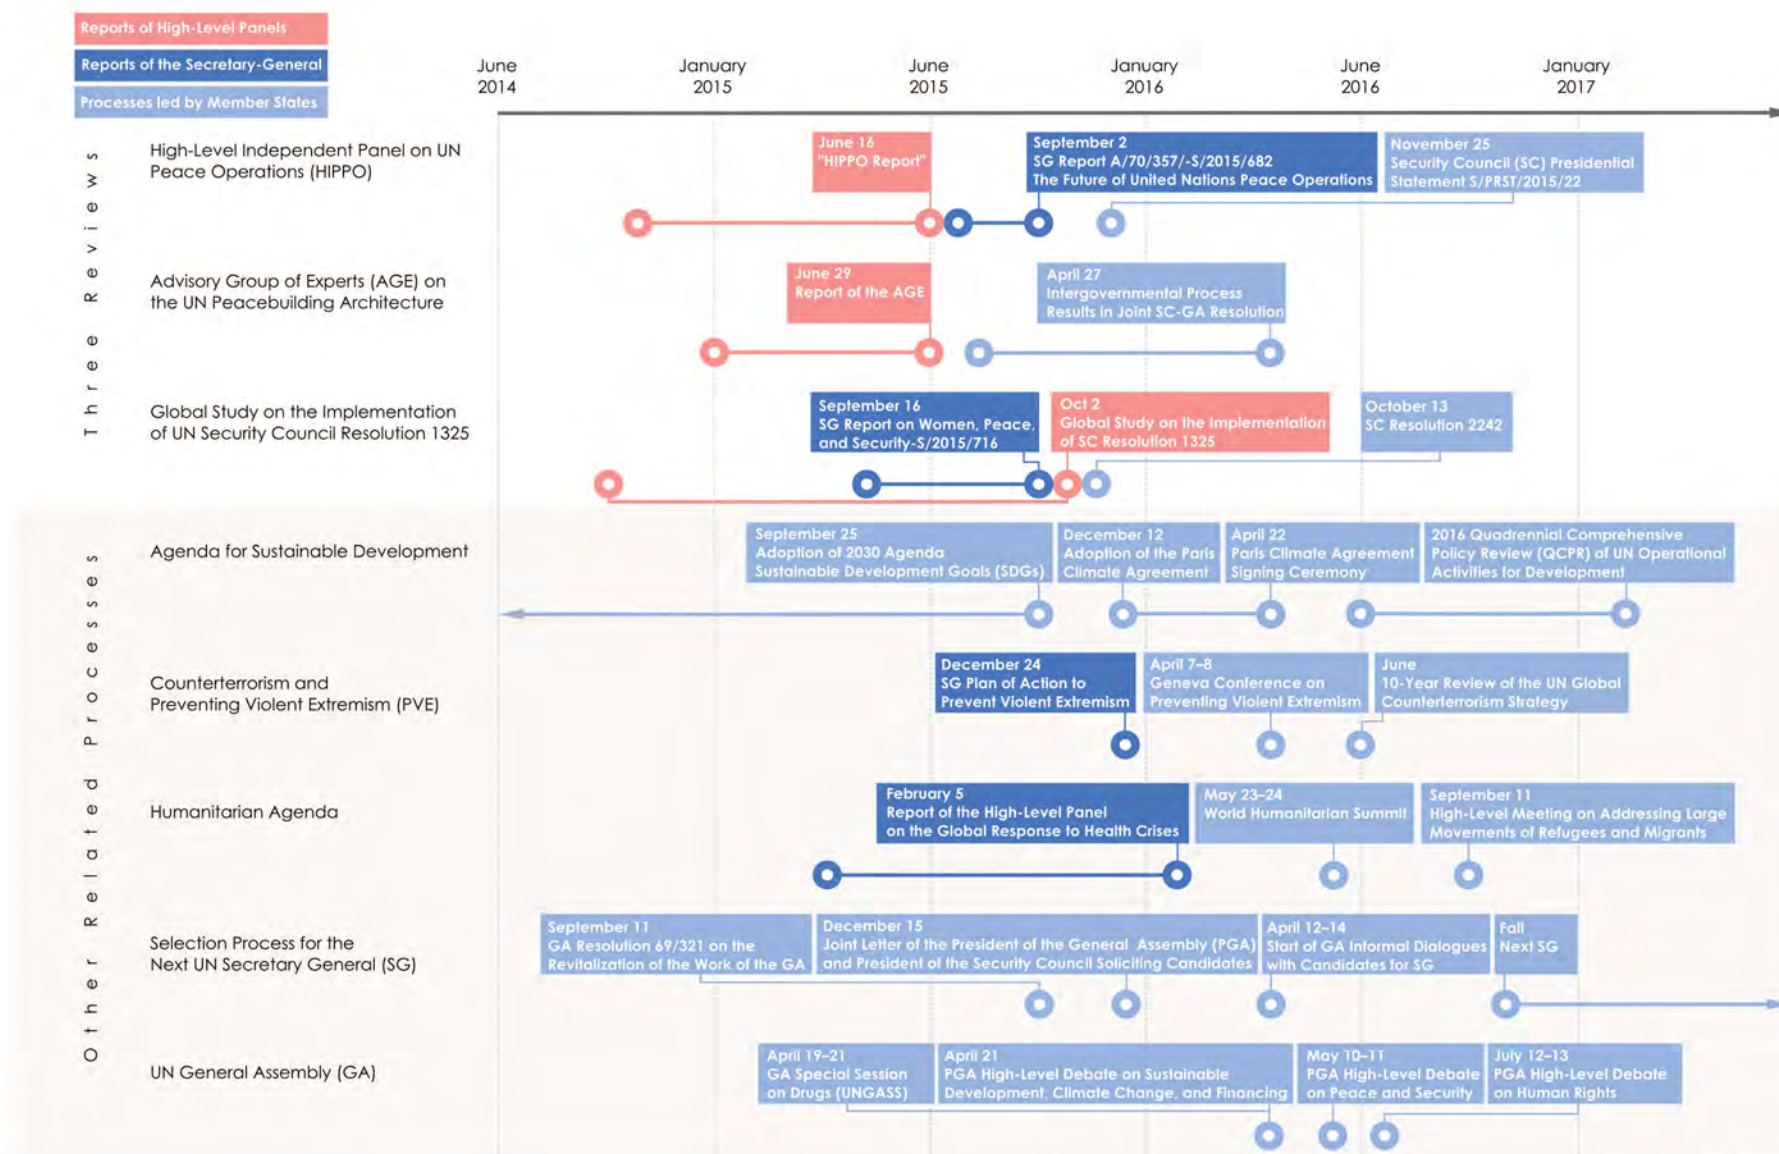 Reports of High-Level Panels
Reports of the Secretary-General
Processes led by Member States
June
2014
January
2015
June
2015
January
2016
June
2016
January
2017
Three Reviews
High-Level Independent Panel on UN
Peace Operations (HIPPO)
June 16
"HIPPO Report"
September 2
SG Report A/70/357/-S/2015/682
The Future of United Nations Peace Operations
November 25
Security Council (SC) Presidential
Statement S/PRST/2015/22
Advisory Group of Experts (AGE) on
the UN Peacebuilding Architecture
June 29
Report of the AGE
April 27
Intergovernmental Process
Results in Joint SC-GA Resolution
Global Study on the Implementation
of UN Security Council Resolution 1325
September 16
SG Report on Women, Peace,
and Security-S/2015/716
Oct 2
Global Study on the Implementation
of SC Resolution 1325
October 13
SC Resolution 2242
Other Related Processes
Agenda for Sustainable Development
September 25
Adoption of 2030 Agenda
Sustainable Development Goals (SDGs)
December 12
Adoption of the Paris
Climate Agreement
April 22
Paris Climate Agreement
Signing Ceremony
2016 Quadrennial Comprehensive
Policy Review (QCPR) of UN Operational
Activities for Development
Counterterrorism and
Preventing Violent Extremism (PVE)
December 24
SG Plan of Action to
Prevent Violent Extremism
April 7–8
Geneva Conference on
Preventing Violent Extremism
June
10-Year Review of the UN Global
Counterterrorism Strategy
Humanitarian Agenda
February 5
Report of the High-Level Panel
on the Global Response to Health Crises
May 23–24
World Humanitarian Summit
September 11
High-Level Meeting on Addressing Large
Movements of Refugees and Migrants
Selection Process for the
Next UN Secretary General (SG)
September 11
GA Resolution 69/321 on the
Revitalization of the Work of the GA
December 15
Joint Letter of the President of the General Assembly (PGA)
and President of the Security Council Soliciting Candidates
April 12–14
Start of GA Informal Dialogues
with Candidates for SG
Fall
Next SG
UN General Assembly (GA)
April 19–21
GA Special Session
on Drugs (UNGASS)
April 21
PGA High-Level Debate on Sustainable
Development, Climate Change, and Financing
May 10–11
PGA High-Level Debate
on Peace and Security
July 12–13
PGA High-Level Debate
on Human Rights